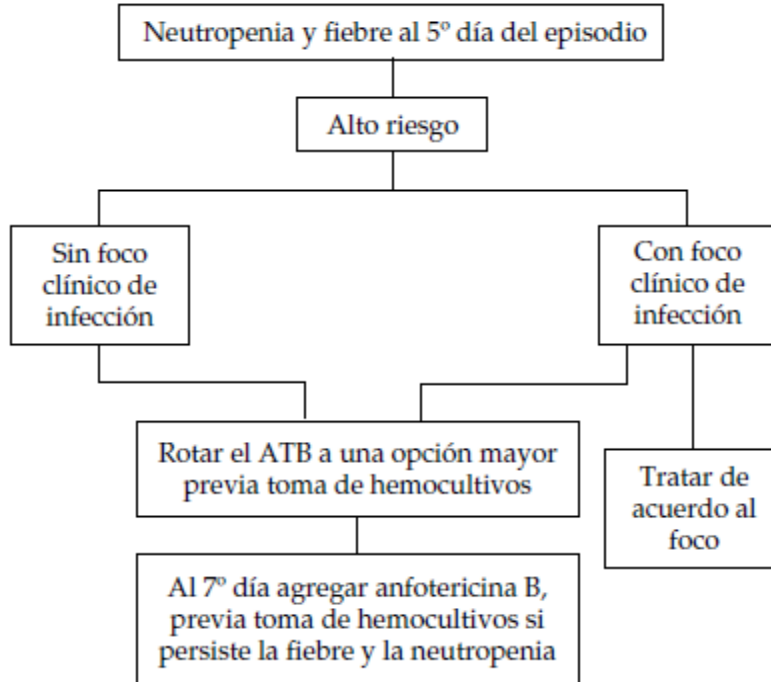 Neutropenia y fiebre al 5º día del episodio
Alto riesgo
Sin foco
clínico de
infección
Con foco
clínico de
infección
Rotar el ATB a una opción mayor
previa toma de hemocultivos
Tratar de
acuerdo al
foco
Al 7º día agregar anfotericina B,
previa toma de hemocultivos si
persiste la fiebre y la neutropenia